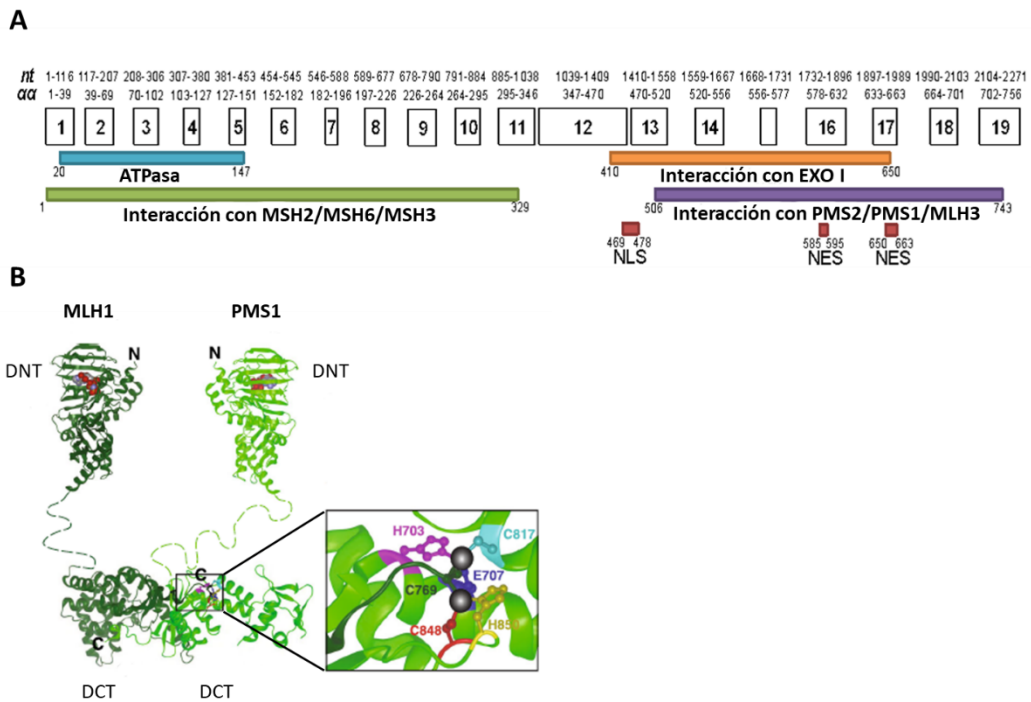 A
nt 1-116 117-207 208-306 307-380 381-453 454-545 546-588 589-677 678-790 791-884 885-1038 1039-1409 1410-1558 1559-1667 1668-1731 1732-1896 1897-1989 1990-2103 2104-2271
aa 1-39 39-69 70-102 103-127 127-151 152-182 182-196 197-226 226-264 264-295 295-346 347-470 470-520 520-556 556-577 578-632 633-663 664-701 702-756
1 2 3 4 5 6 7 8 9 10 11 12 13 14 16 17 18 19
20 ATPasa 147 410 Interacción con EXO I 650
1 Interacción con MSH2/MSH6/MSH3 329 506 Interacción con PMS2/PMS1/MLH3 743
469 478 585 595 650 663
NLS NES NES
B
MLH1 PMS1
N N
DNT DNT
H703 C817
C769 E707
C848
C
C
DCT DCT